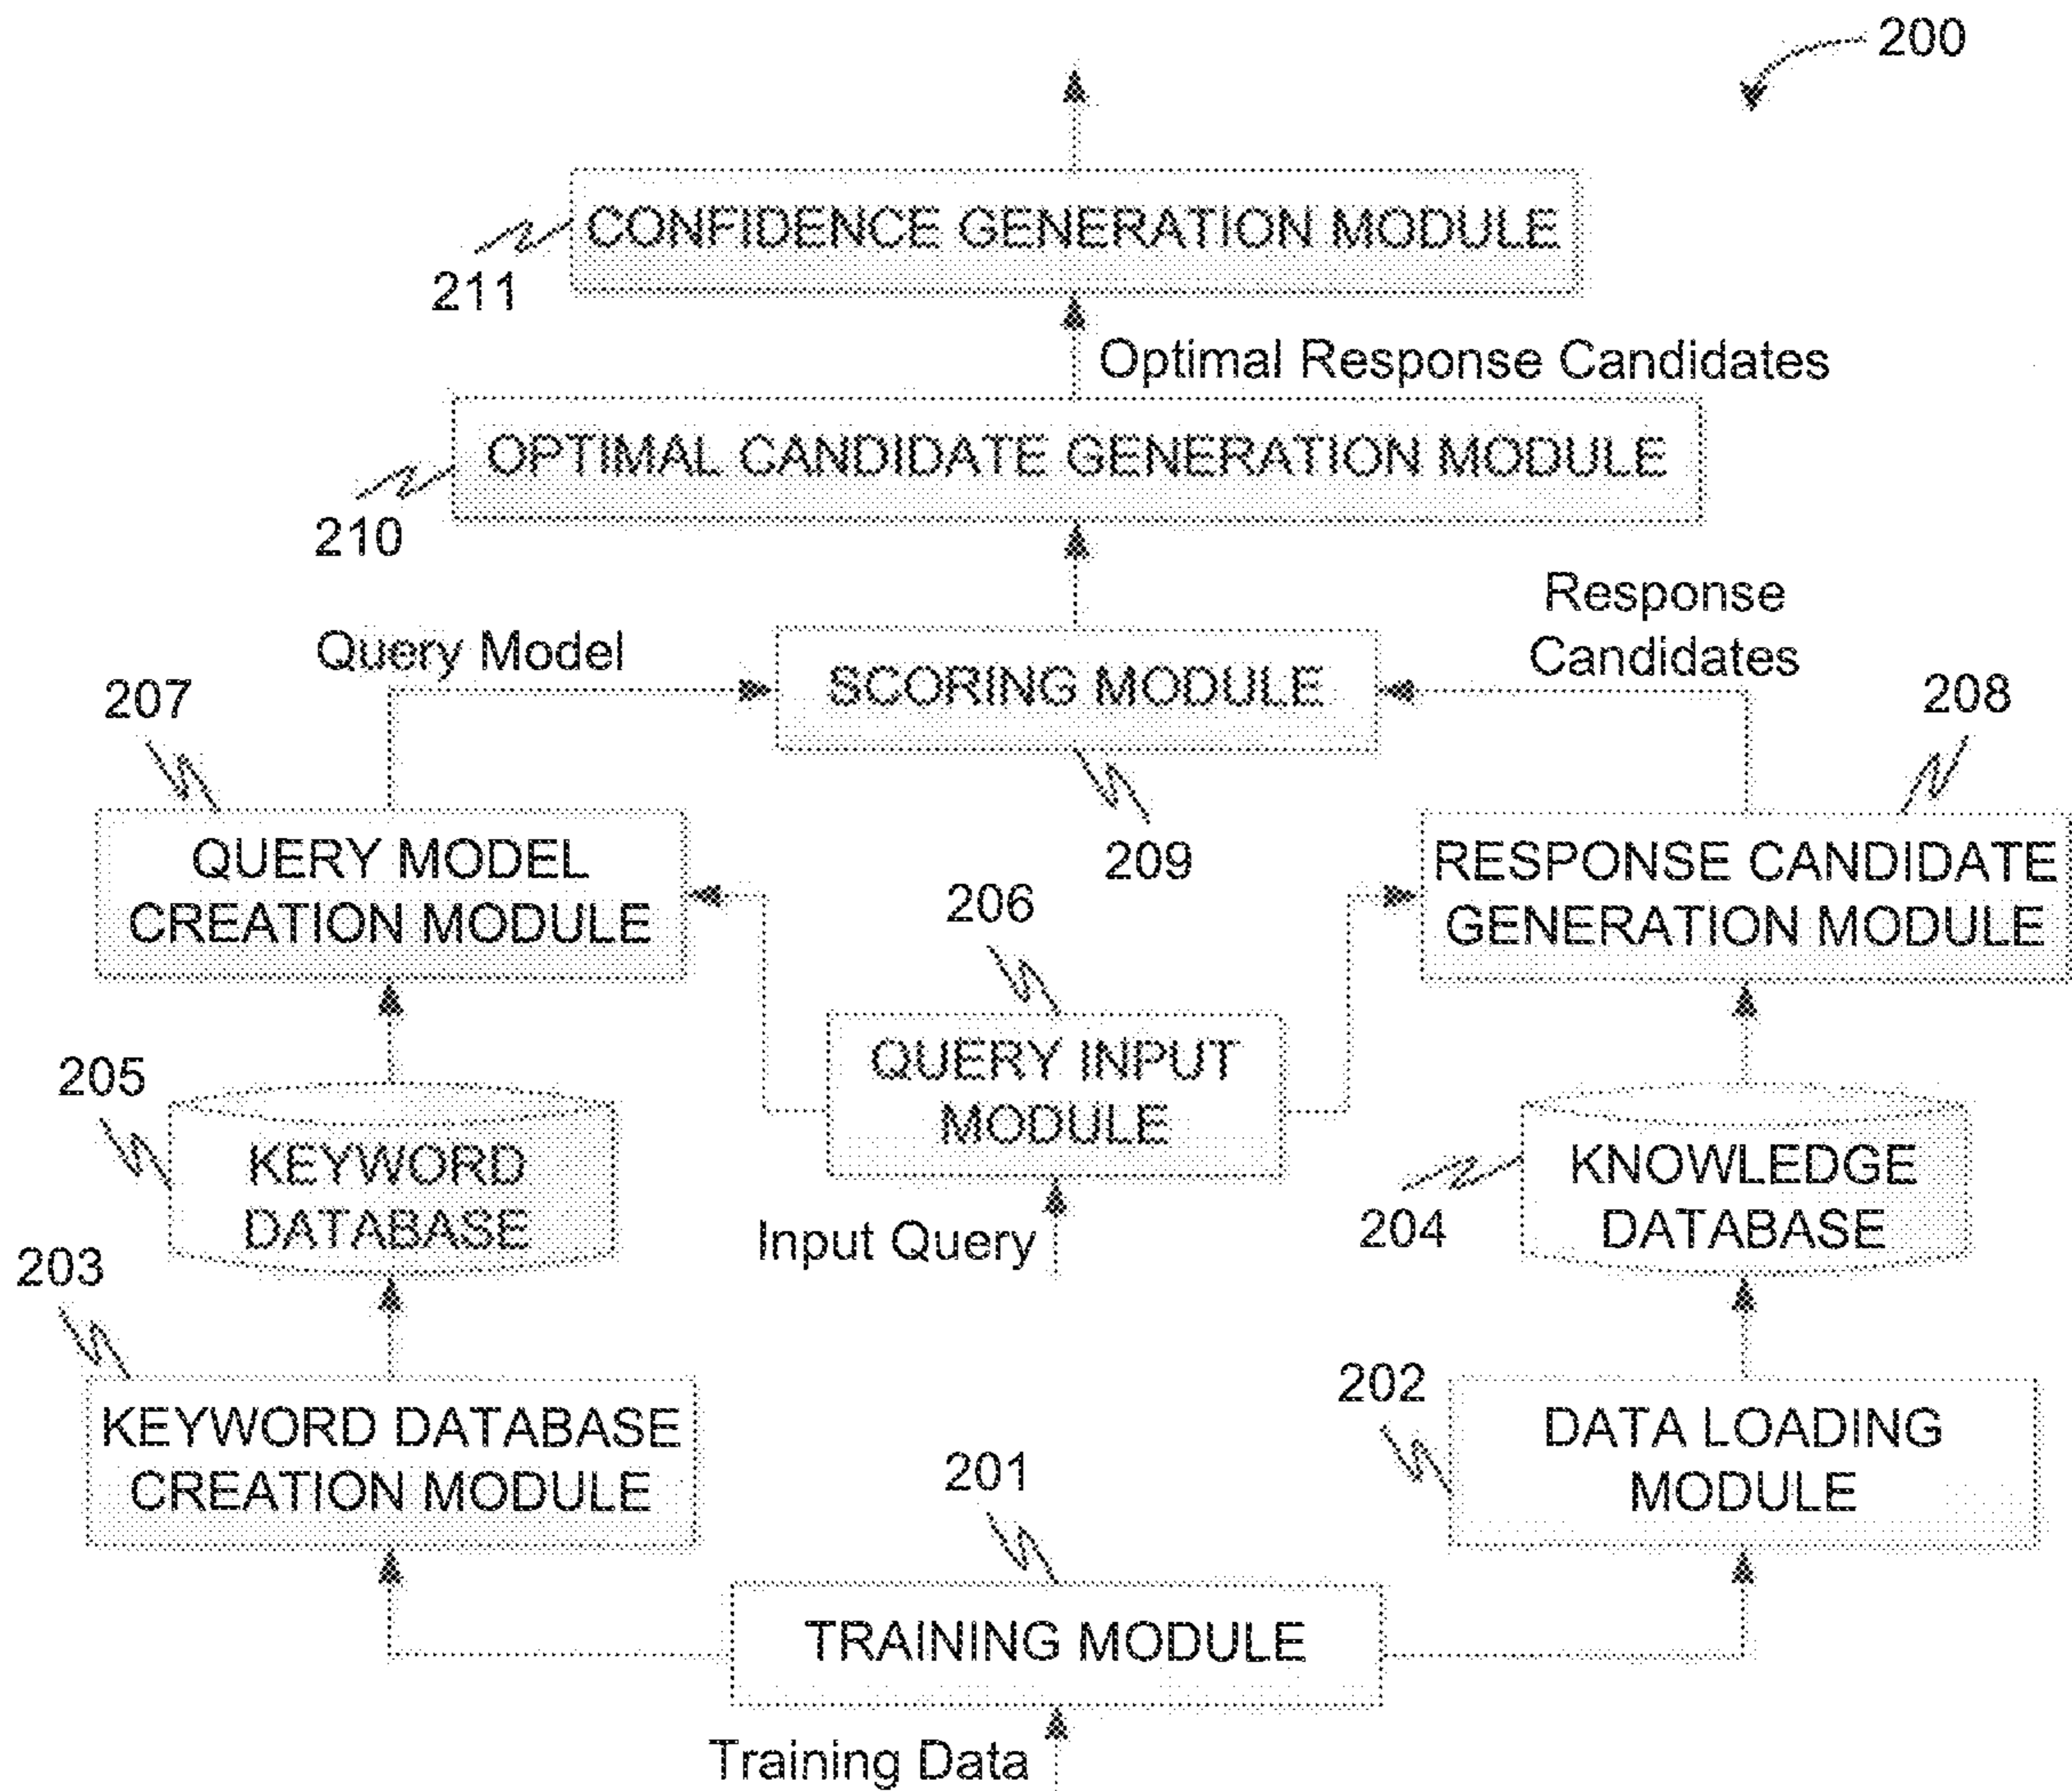 200
CONFIDENCE GENERATION MODULE
211
Optimal Response Candidates
OPTIMAL CANDIDATE GENERATION MODULE
210
Response
Candidates
Query Model
SCORING MODULE
207
208
209
QUERY MODEL
CREATION MODULE
RESPONSE CANDIDATE
GENERATION MODULE
206
QUERY INPUT
MODULE
205
KEYWORD
DATABASE
KNOWLEDGE
DATABASE
204
Input Query
203
KEYWORD DATABASE
CREATION MODULE
202
DATA LOADING
MODULE
201
TRAINING MODULE
Training Data